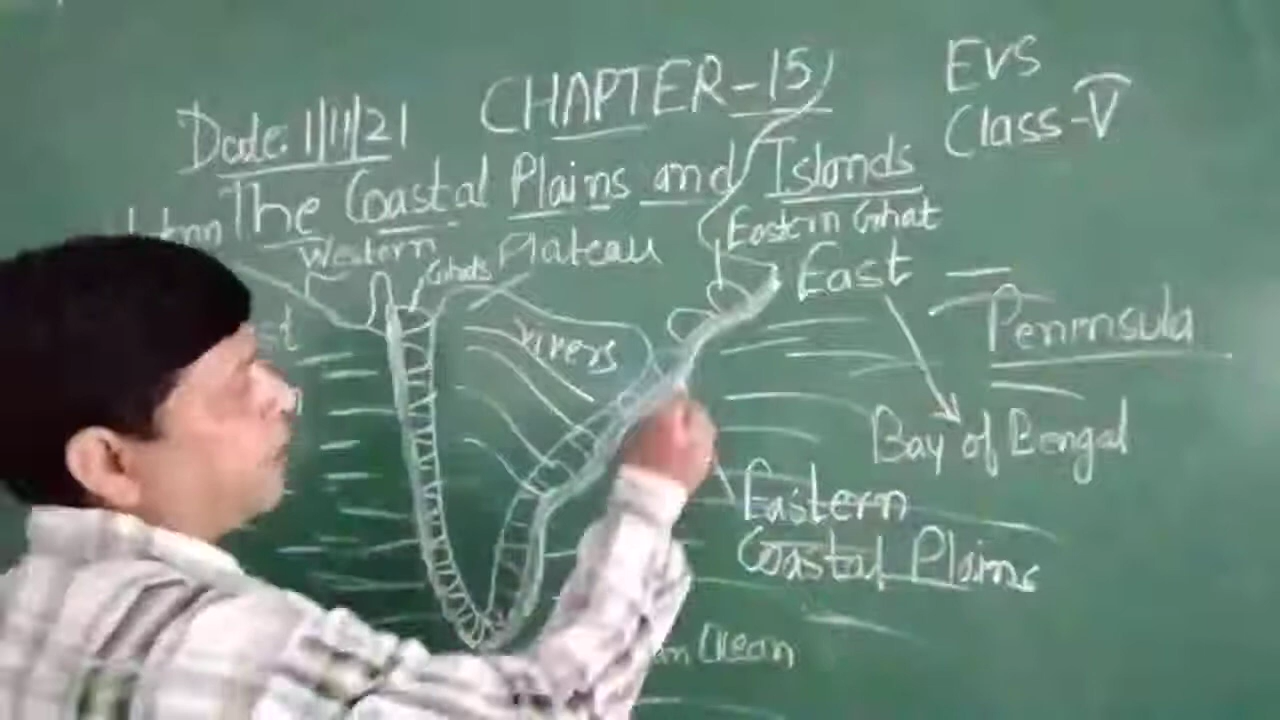 EVS
CHAPTER-15
Class-V
Date. 1/11/21
The Coastal Plains and Islands
Eastern Ghat
Western
Ghats
Plateau
East
Peninsula
rivers
Bay of Bengal
Eastern
Coastal Plains
Ocean